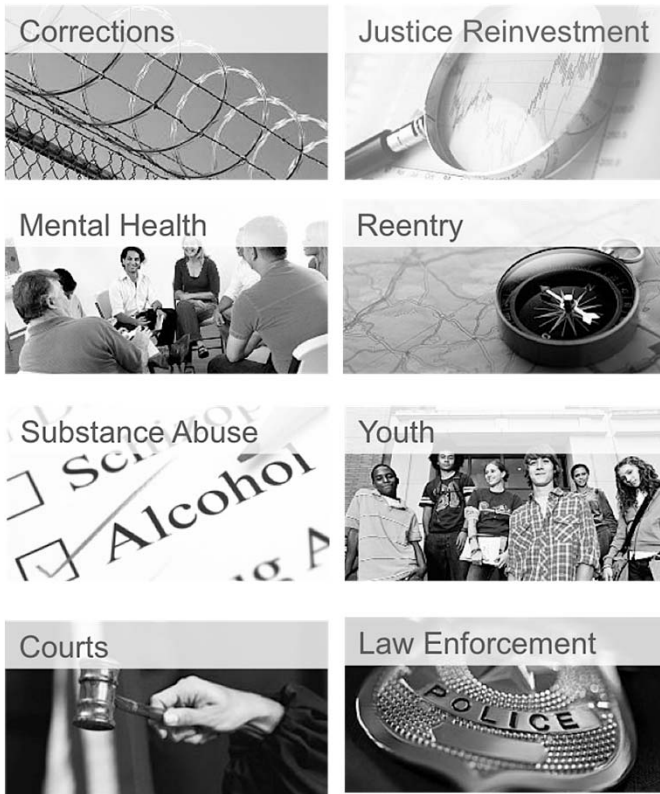 Corrections
Justice Reinvestment
Mental Health
Reentry
Substance Abuse
Alcohol
Youth
Courts
Law Enforcement
POLICE